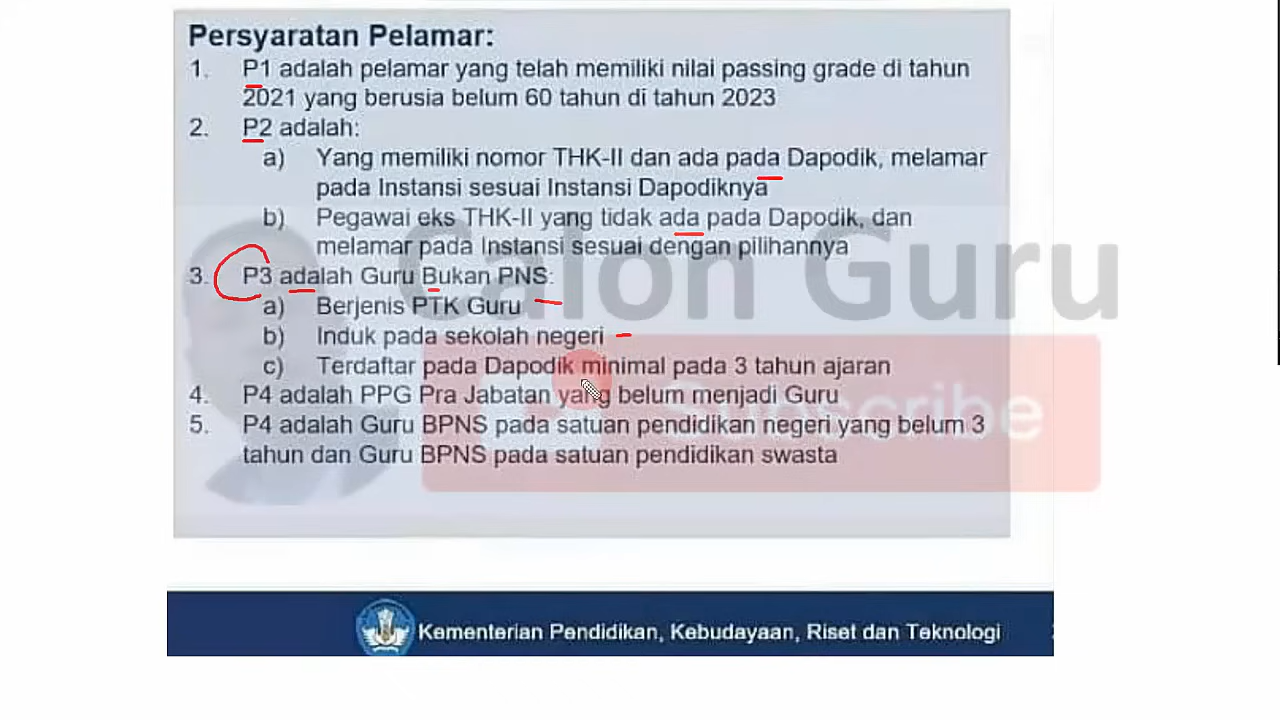 Persyaratan Pelamar:
1. P1 adalah pelamar yang telah memiliki nilai passing grade di tahun
2021 yang berusia belum 60 tahun di tahun 2023
2. P2 adalah:
a) Yang memiliki nomor THK-II dan ada pada Dapodik, melamar
pada Instansi sesuai Instansi Dapodiknya
b) Pegawai eks THK-II yang tidak ada pada Dapodik, dan
melamar pada Instansi sesuai dengan pilihannya
3. P3 adalah Guru Bukan PNS:
a) Berjenis PTK Guru
b) Induk pada sekolah negeri
c) Terdaftar pada Dapodik minimal pada 3 tahun ajaran
4. P4 adalah PPG Pra Jabatan yang belum menjadi Guru
5. P4 adalah Guru BPNS pada satuan pendidikan negeri yang belum 3
tahun dan Guru BPNS pada satuan pendidikan swasta
Calon Guru
Subscribe
Kementerian Pendidikan, Kebudayaan, Riset dan Teknologi